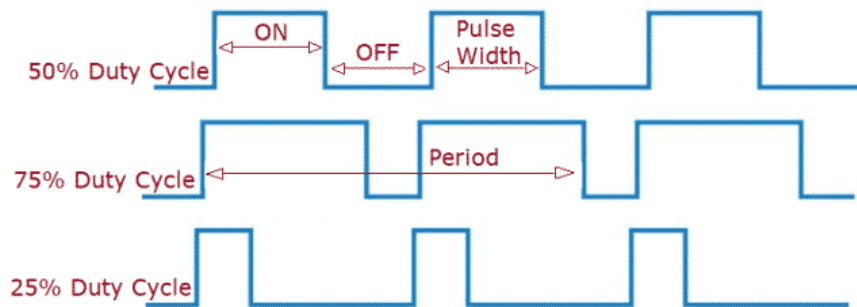 ON
OFF
Pulse
Width
50% Duty Cycle
Period
75% Duty Cycle
25% Duty Cycle